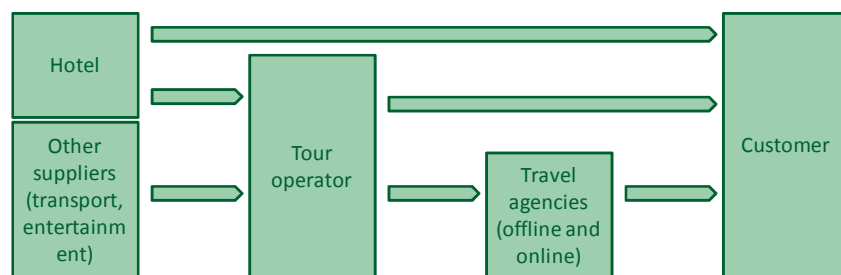 Hotel
Other
suppliers
(transport,
entertainm
ent)
Tour
operator
Travel
agencies
(offline and
online)
Customer